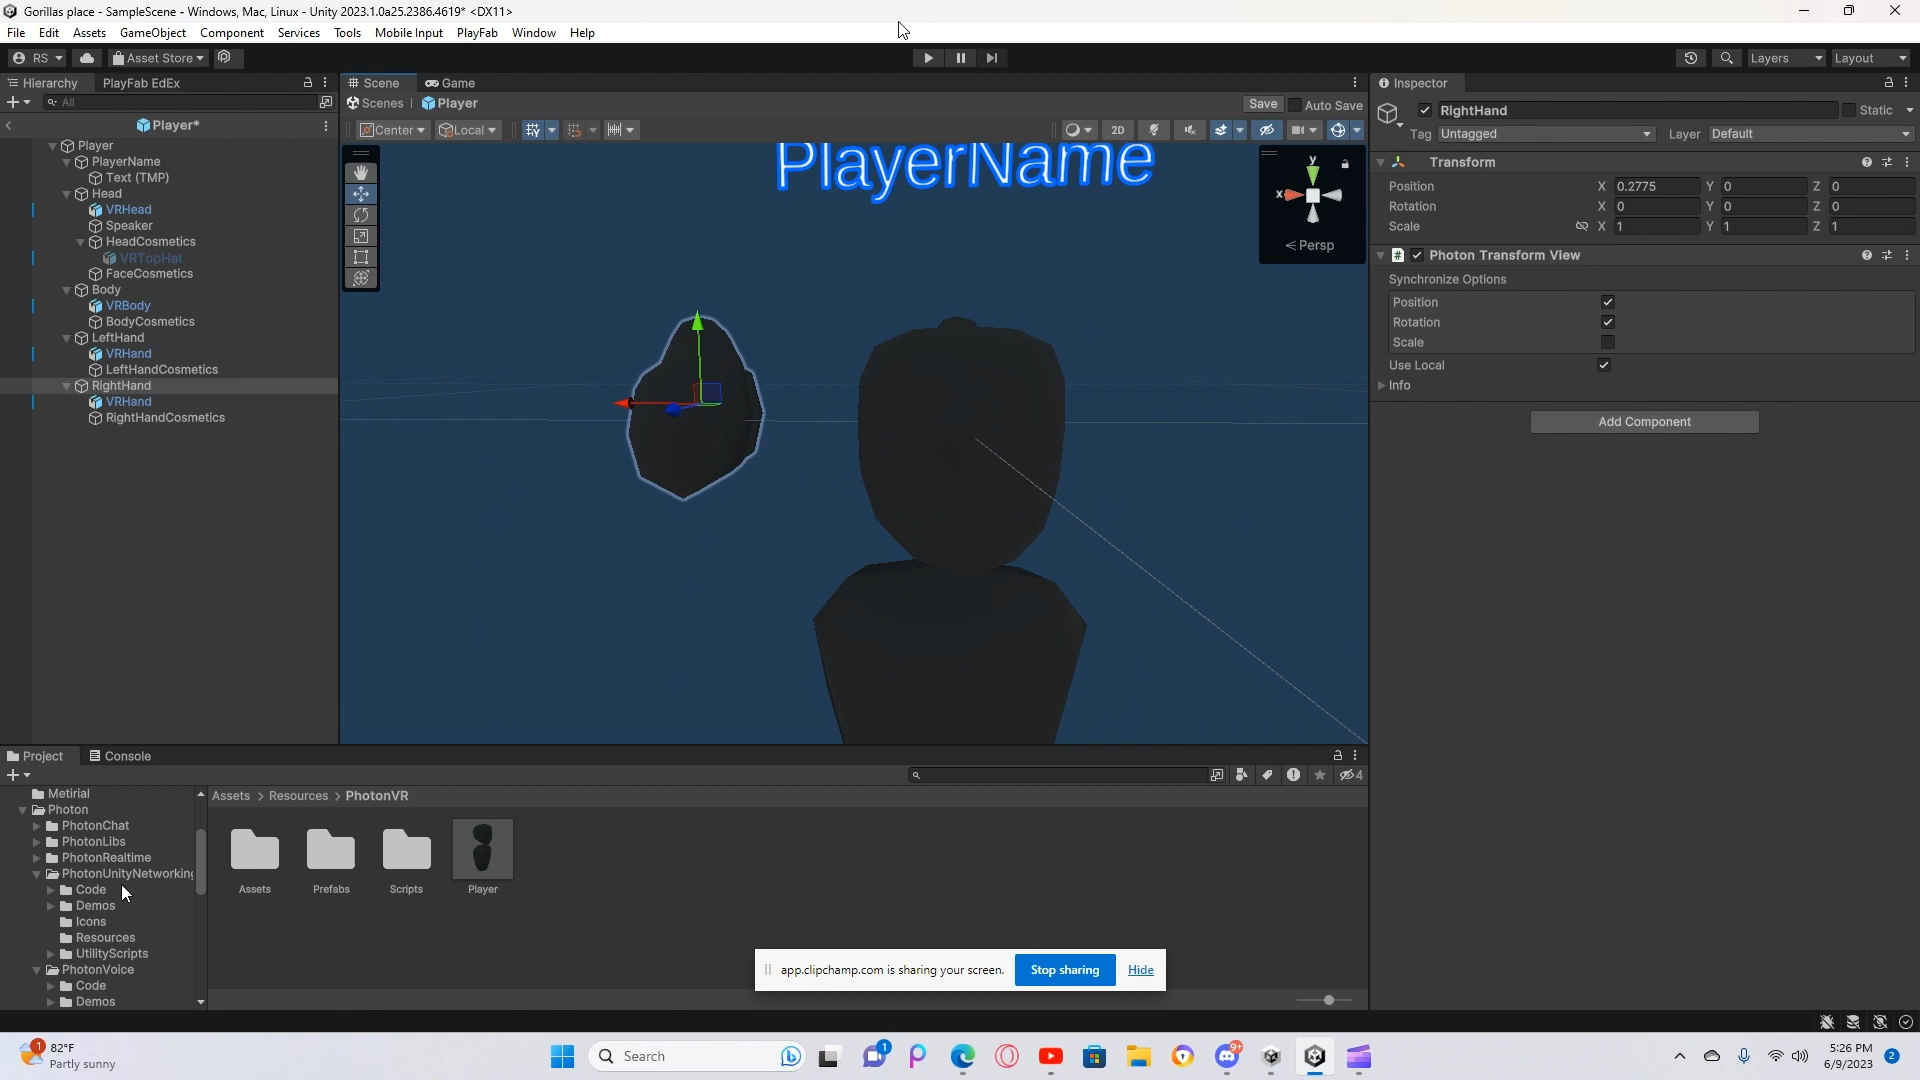 Gorillas place - SampleScene - Windows, Mac, Linux - Unity 2023.1.0a25.2386.4619* <DX11>
File Edit Assets GameObject Component Services Tools Mobile Input PlayFab Window Help
RS Asset Store Layers Layout
Hierarchy PlayFab EdEx Scene Game Inspector
All Scenes Player Save Auto Save RightHand Static
Player* Center Local 2D Tag Untagged Layer Default
Player
PlayerName
Text (TMP)
Head
VRHead
Speaker
HeadCosmetics
VRTopHat
FaceCosmetics
Body
VRBody
BodyCosmetics
LeftHand
VRHand
LeftHandCosmetics
RightHand
VRHand
RightHandCosmetics
PlayerName
y
x
Persp
Transform
Position X 0.2775 Y 0 Z 0
Rotation X 0 Y 0 Z 0
Scale X 1 Y 1 Z 1
# Photon Transform View
Synchronize Options
Position
Rotation
Scale
Use Local
Info
Add Component
Project Console
4
Metirial
Photon
PhotonChat
PhotonLibs
PhotonRealtime
PhotonUnityNetworking
Code
Demos
Icons
Resources
UtilityScripts
PhotonVoice
Code
Demos
Assets > Resources > PhotonVR
Assets Prefabs Scripts Player
app.clipchamp.com is sharing your screen. Stop sharing Hide
1 82°F
Partly sunny
Search
1
9+
5:26 PM
6/9/2023
2